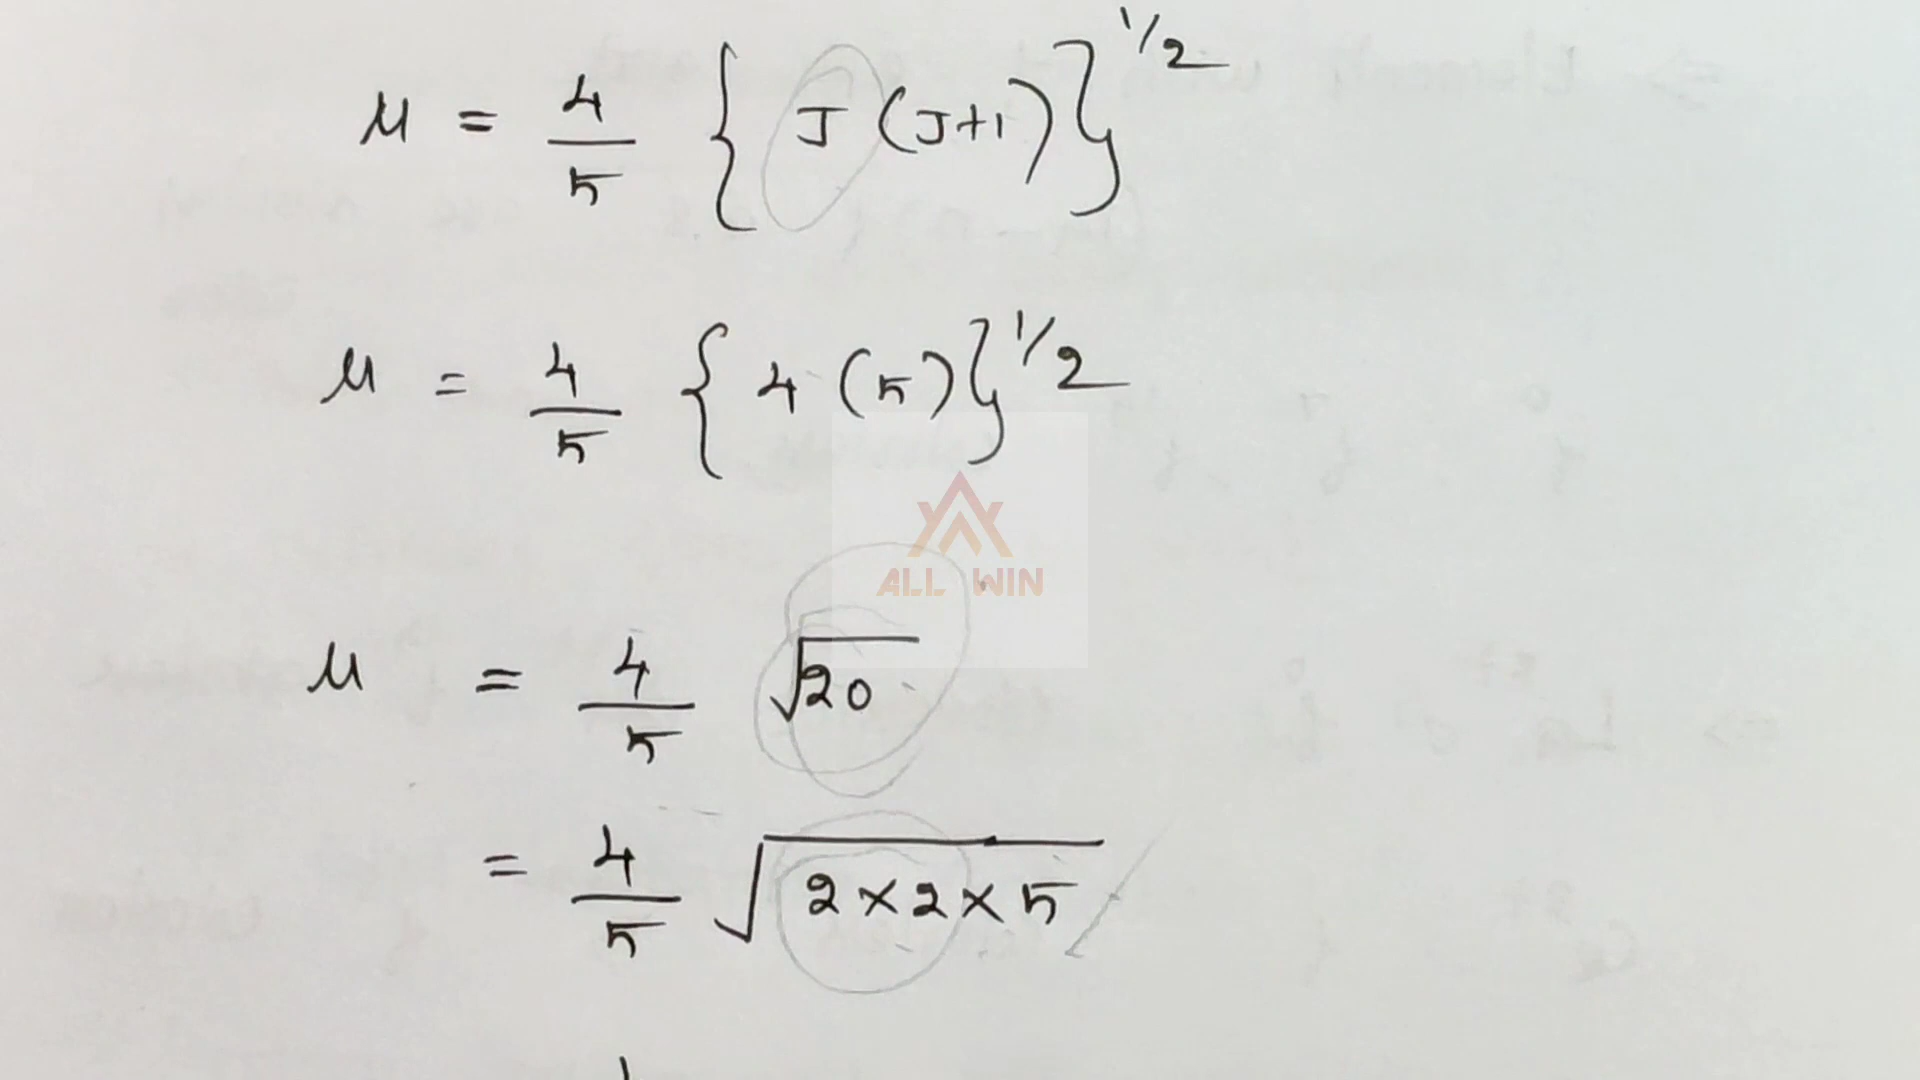 μ = 4/5 { J (J+1) }^1/2
μ = 4/5 { 4 (5) }^1/2
ALL WIN
μ = 4/5 √20
= 4/5 √2×2×5